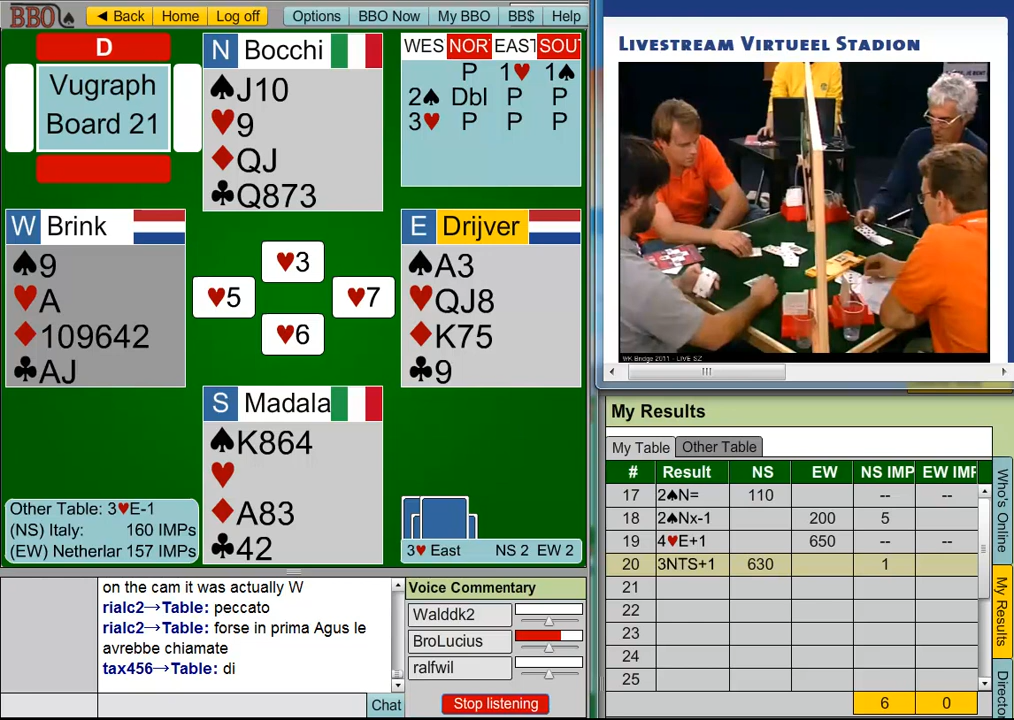 BBO Back Home Log off Options BBO Now My BBO BB$ Help
D
Vugraph
Board 21
N Bocchi
♠J10
♥9
♦QJ
♣Q873
WES NOR EAST SOUT
P 1♥ 1♠
2♠ Dbl P P
3♥ P P P
W Brink
♠9
♥A
♦109642
♣AJ
♥3
♥5 ♥7
♥6
E Drijver
♠A3
♥QJ8
♦K75
♣9
S Madala
♠K864
♥
♦A83
♣42
Other Table: 3♥E-1
(NS) Italy: 160 IMPs
(EW) Netherlar 157 IMPs
3♥ East NS 2 EW 2
on the cam it was actually W
rialc2→Table: peccato
rialc2→Table: forse in prima Agus le
avrebbe chiamate
tax456→Table: di
Chat
Voice Commentary
Walddk2
BroLucius
ralfwil
Stop listening
Livestream Virtueel Stadion
WK Bridge 2011 - LIVE SZ
My Results
My Table Other Table
# Result NS EW NS IMP EW IMF
17 2♠N= 110 -- --
18 2♠Nx-1 200 5
19 4♥E+1 650 -- --
20 3NTS+1 630 1
21
22
23
24
25
6 0
Who's Online
My Results
Director